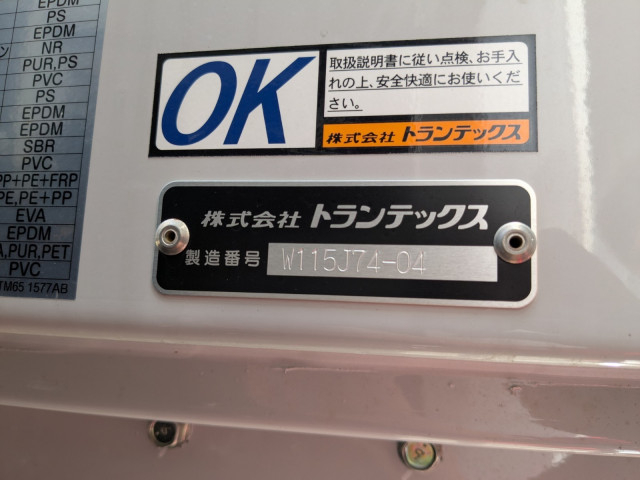 EPDM
PS
EPDM
ン NR
PUR,PS
PVC
PS
EPDM
EPDM
SBR
PVC
PP+PE+FRP
PE,PE+PP
EVA
EPDM
A,PUR,PET
PVC
TM65 1577AB
OK
取扱説明書に従い点検、お手入
れの上、安全快適にお使いくだ
さい。
株式会社 トランテックス
株式会社 トランテックス
製造番号 W115J74-04